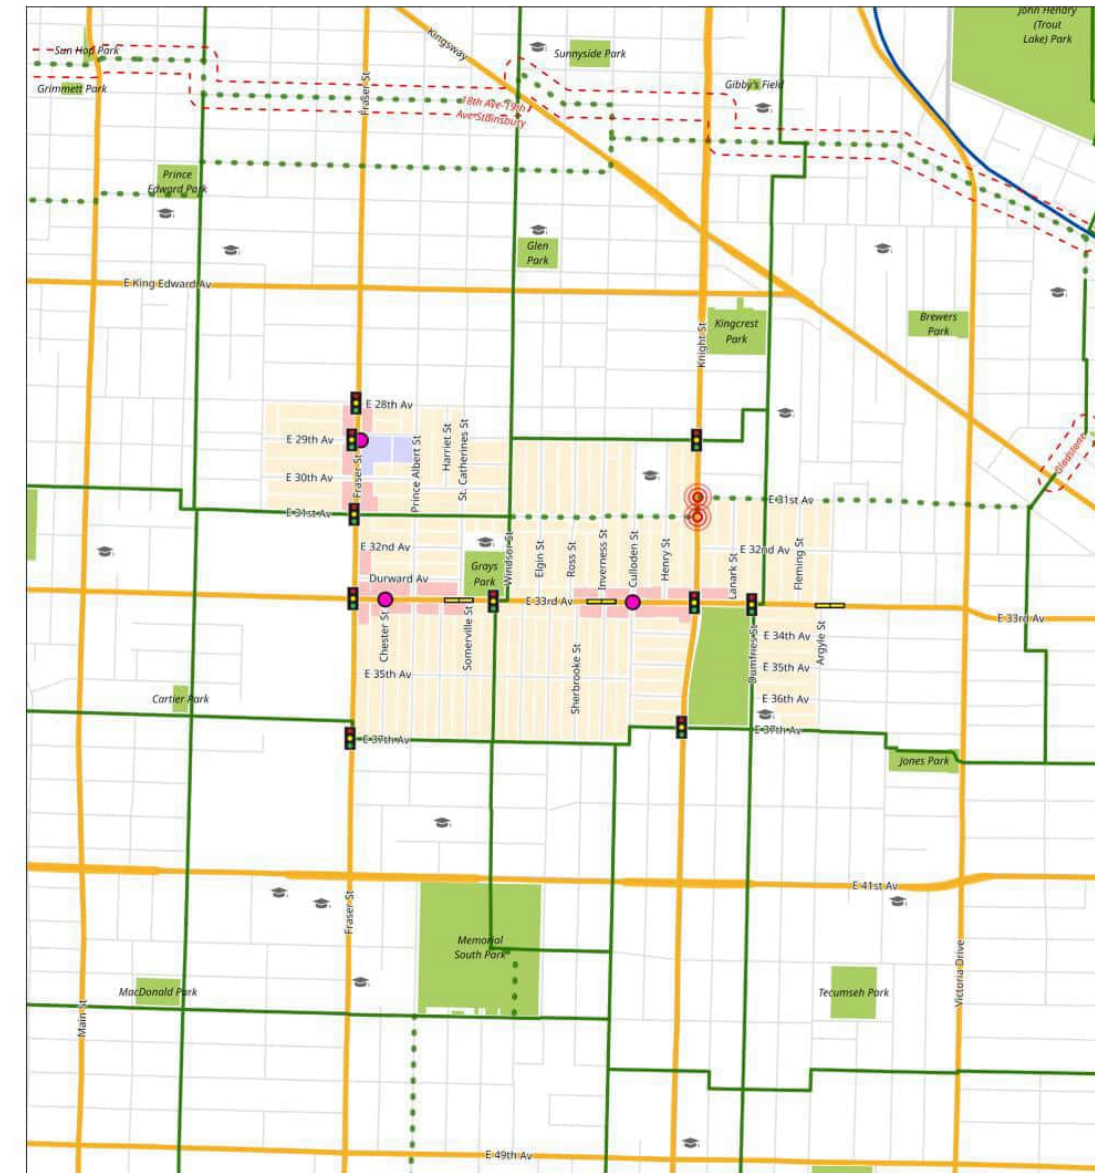 John Hendry
(Trout
Lake) Park
Kingsway
Sun Hop Park
Sunnyside Park
Grimmett Park
Fraser St
Gibby's Field
18th Ave-19th
Ave Stainsbury
Prince
Edward Park
Glen
Park
E King Edward Av
Kingcrest
Park
Brewers
Park
Knight St
E 28th Av
E 29th Av
Prince Albert St
Harriet St
St. Catherines St
Gladstone
E 30th Av
Fraser St
E 31st Av
E 31st Av
E 32nd Av
Windsor St
Elgin St
Ross St
Inverness St
Culloden St
Henry St
E 32nd Av
Lanark St
Fleming St
Grays
Park
Durward Av
E 33rd Av
E 33rd Av
Chester St
Somerville St
Sherbrooke St
Dumfries St
Argyle St
E 34th Av
E 35th Av
E 35th Av
E 36th Av
Cartier Park
E 37th Av
E 37th Av
Jones Park
E 41st Av
Fraser St
Memorial
South Park
MacDonald Park
Tecumseh Park
Victoria Drive
Main St
E 49th Av